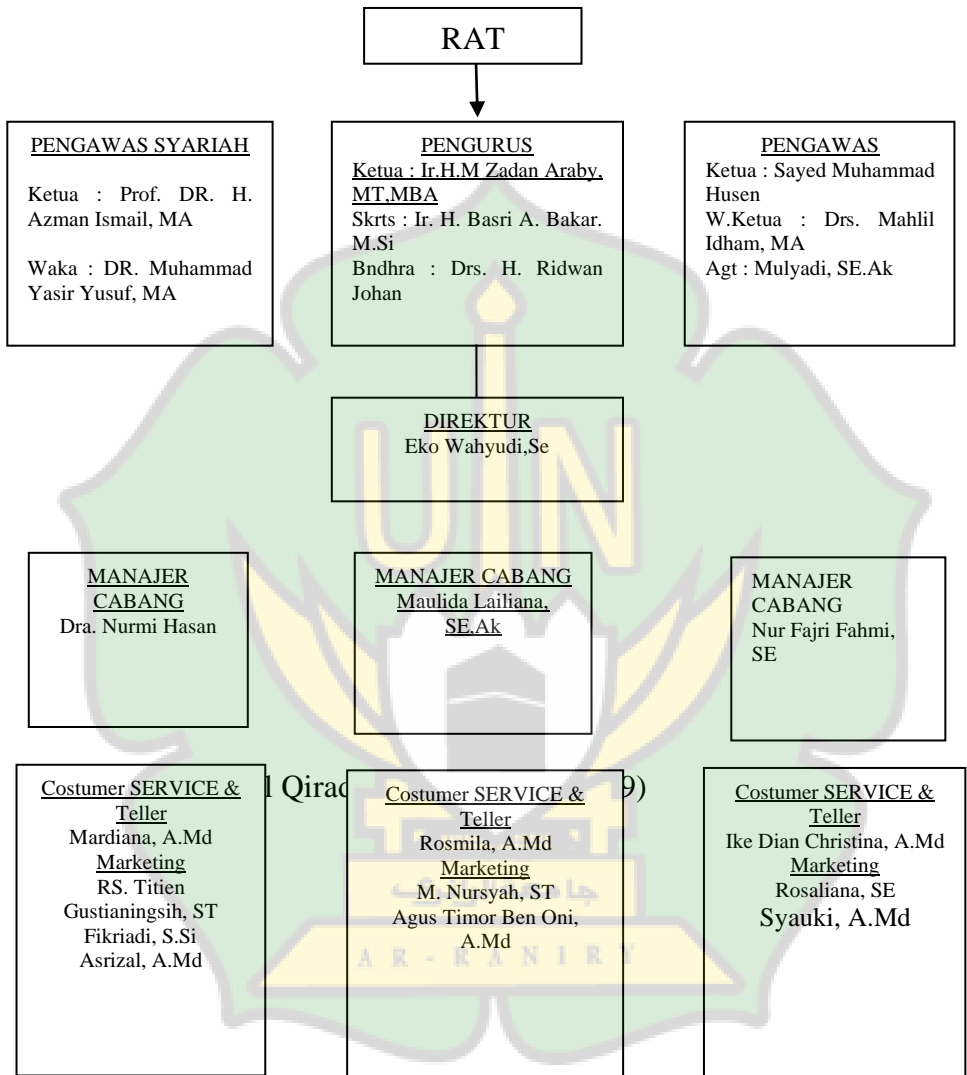 RAT
PENGAWAS SYARIAH
Ketua : Prof. DR. H.
Azman Ismail, MA
Waka : DR. Muhammad
Yasir Yusuf, MA
PENGURUS
Ketua : Ir.H.M Zadan Araby,
MT,MBA
Skrts : Ir. H. Basri A. Bakar.
M.Si
Bndhra : Drs. H. Ridwan
Johan
PENGAWAS
Ketua : Sayed Muhammad
Husen
W.Ketua : Drs. Mahlil
Idham, MA
Agt : Mulyadi, SE.Ak
DIREKTUR
Eko Wahyudi,Se
UIN
MANAJER
CABANG
Dra. Nurmi Hasan
MANAJER CABANG
Maulida Lailiana,
SE,Ak
MANAJER
CABANG
Nur Fajri Fahmi,
SE
l Qirad 9)
Costumer SERVICE &
Teller
Mardiana, A.Md
Marketing
RS. Titien
Gustianingsih, ST
Fikriadi, S.Si
Asrizal, A.Md
Costumer SERVICE &
Teller
Rosmila, A.Md
Marketing
M. Nursyah, ST
Agus Timor Ben Oni,
A.Md
Costumer SERVICE &
Teller
Ike Dian Christina, A.Md
Marketing
Rosaliana, SE
Syauki, A.Md
جامعة الرانيري
AR-RANIRY